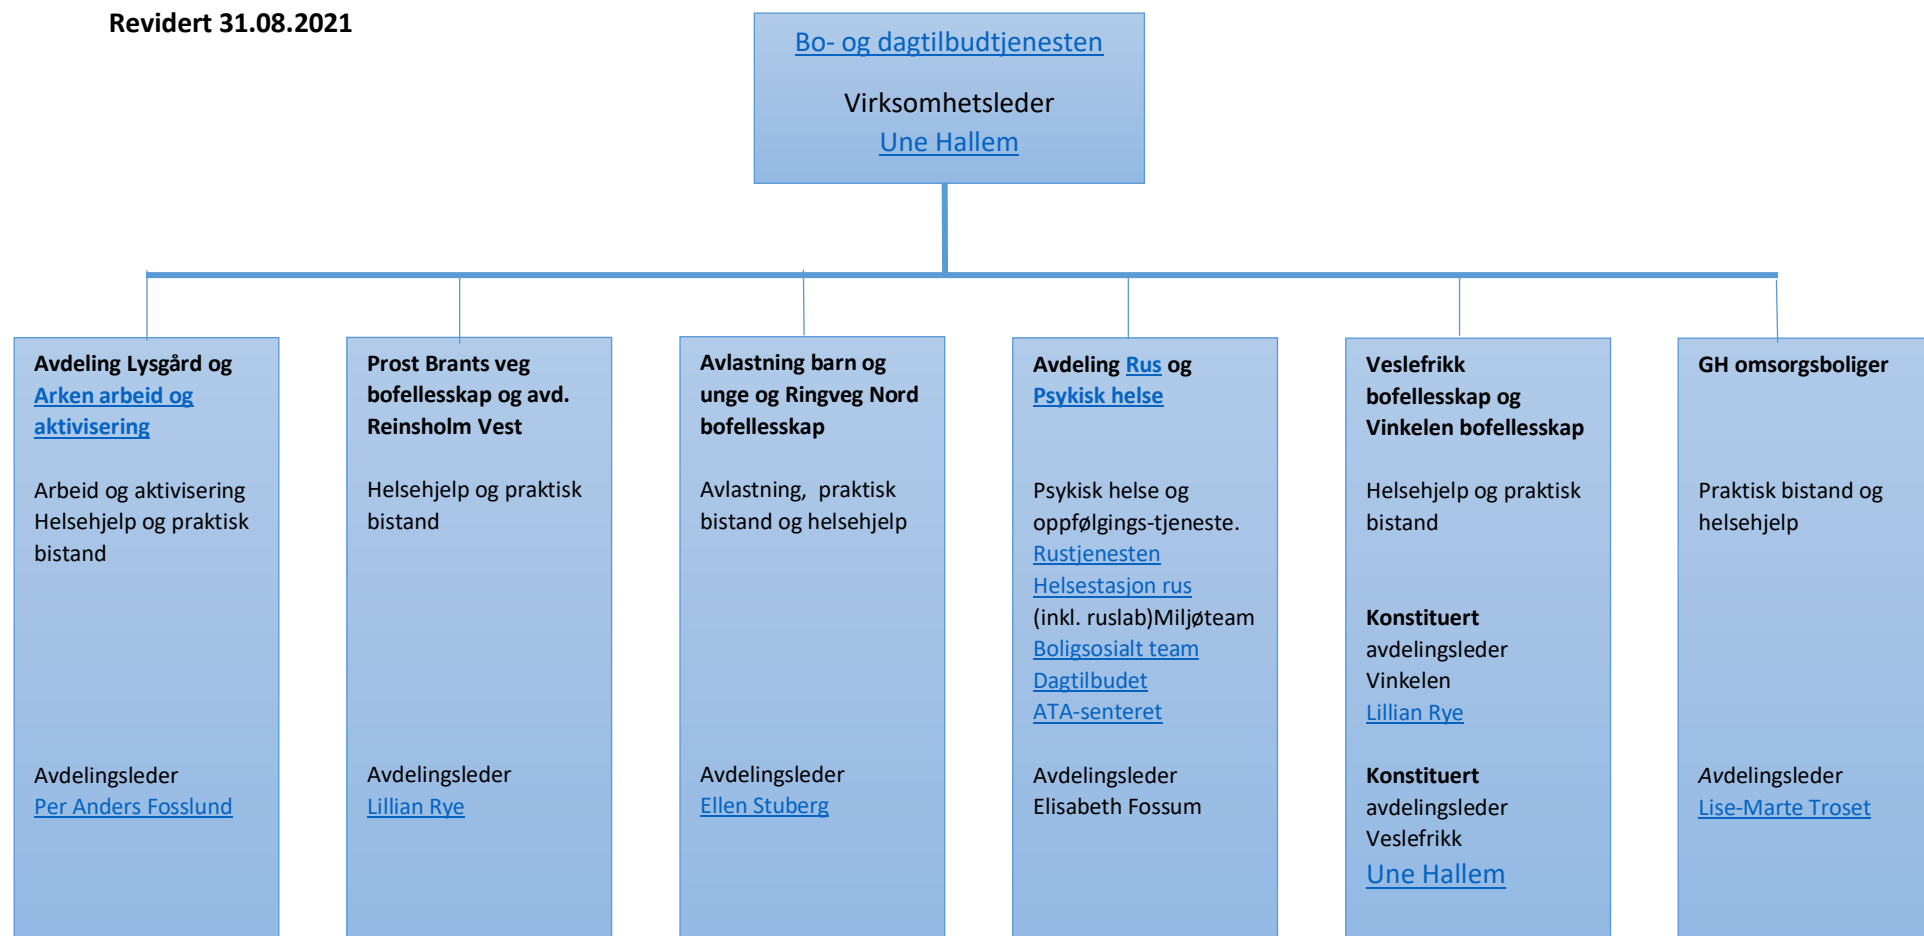 Revidert 31.08.2021
Bo- og dagtilbudtjenesten
Virksomhetsleder
Une Hallem
Avdeling Lysgård og
Arken arbeid og
aktivisering
Arbeid og aktivisering
Helsehjelp og praktisk
bistand
Avdelingsleder
Per Anders Fosslund
Prost Brants veg
bofellesskap og avd.
Reinsholm Vest
Helsehjelp og praktisk
bistand
Avdelingsleder
Lillian Rye
Avlastning barn og
unge og Ringveg Nord
bofellesskap
Avlastning, praktisk
bistand og helsehjelp
Avdelingsleder
Ellen Stuberg
Avdeling Rus og
Psykisk helse
Psykisk helse og
oppfølgings-tjeneste.
Rustjenesten
Helsestasjon rus
(inkl. ruslab)Miljøteam
Boligsosialt team
Dagtilbudet
ATA-senteret
Avdelingsleder
Elisabeth Fossum
Veslefrikk
bofellesskap og
Vinkelen bofellesskap
Helsehjelp og praktisk
bistand
Konstituert
avdelingsleder
Vinkelen
Lillian Rye
Konstituert
avdelingsleder
Veslefrikk
Une Hallem
GH omsorgsboliger
Praktisk bistand og
helsehjelp
Avdelingsleder
Lise-Marte Troset